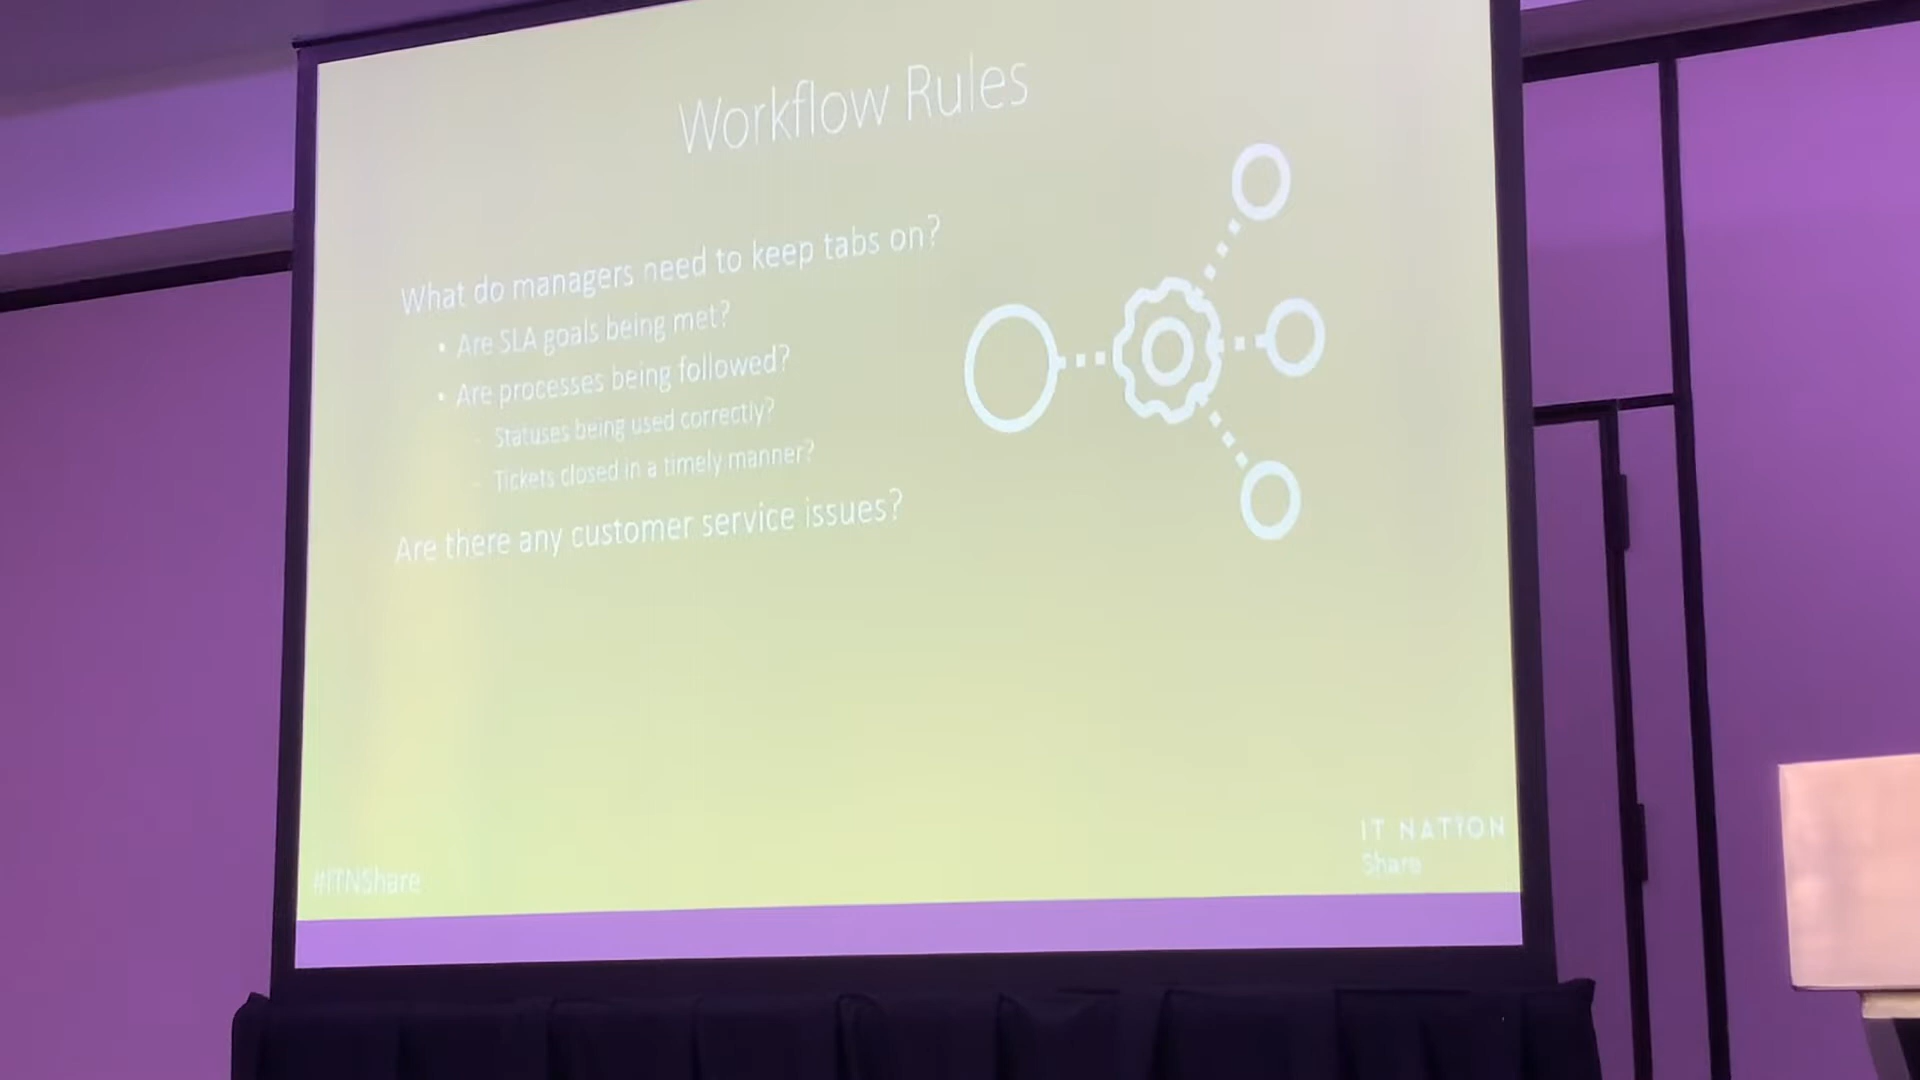 Workflow Rules
What do managers need to keep tabs on?
• Are SLA goals being met?
• Are processes being followed?
- Statuses being used correctly?
- Tickets closed in a timely manner?
Are there any customer service issues?
#ITNShare
IT NATION
Share